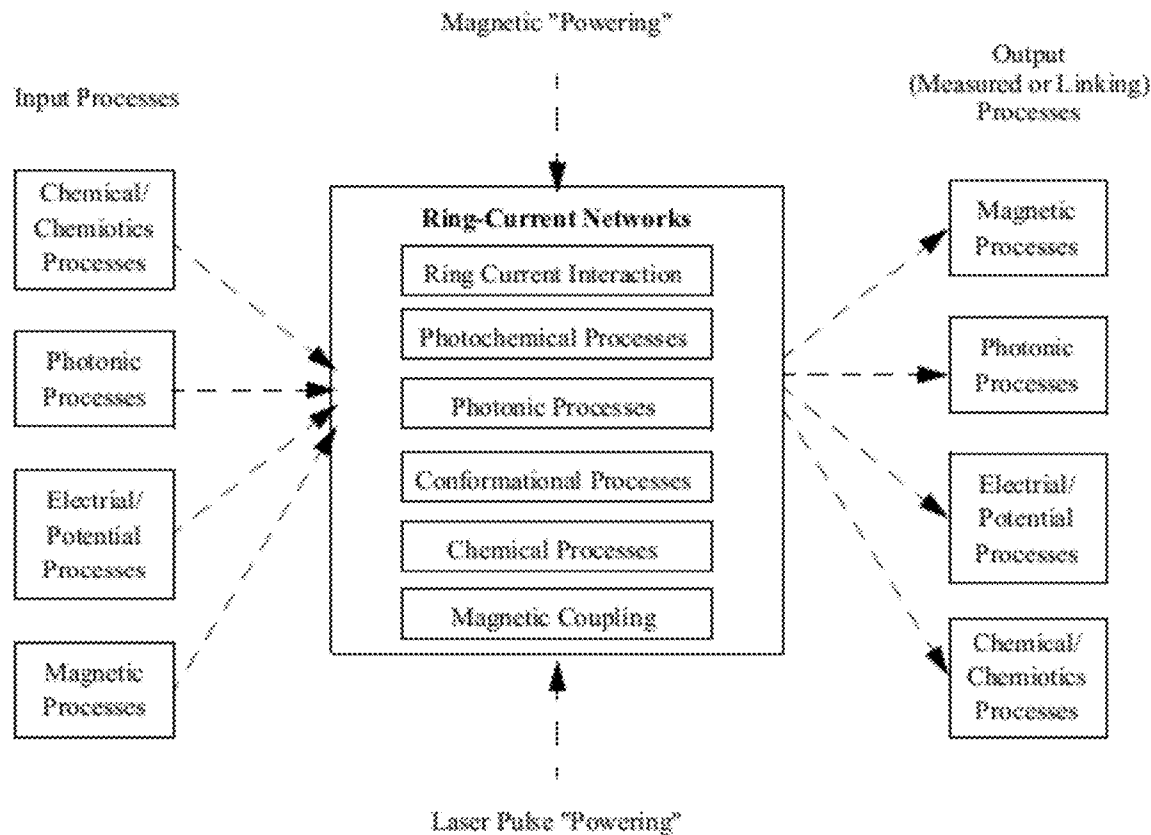 Magnetic "Powering"
Input Processes
Output
(Measured or Linking)
Processes
Chemical/
Chemiotics
Processes
Photonic
Processes
Electrial/
Potential
Processes
Magnetic
Processes
Ring-Current Networks
Ring Current Interaction
Photochemical Processes
Photonic Processes
Conformational Processes
Chemical Processes
Magnetic Coupling
Magnetic
Processes
Photonic
Processes
Electrial/
Potential
Processes
Chemical/
Chemiotics
Processes
Laser Pulse "Powering"